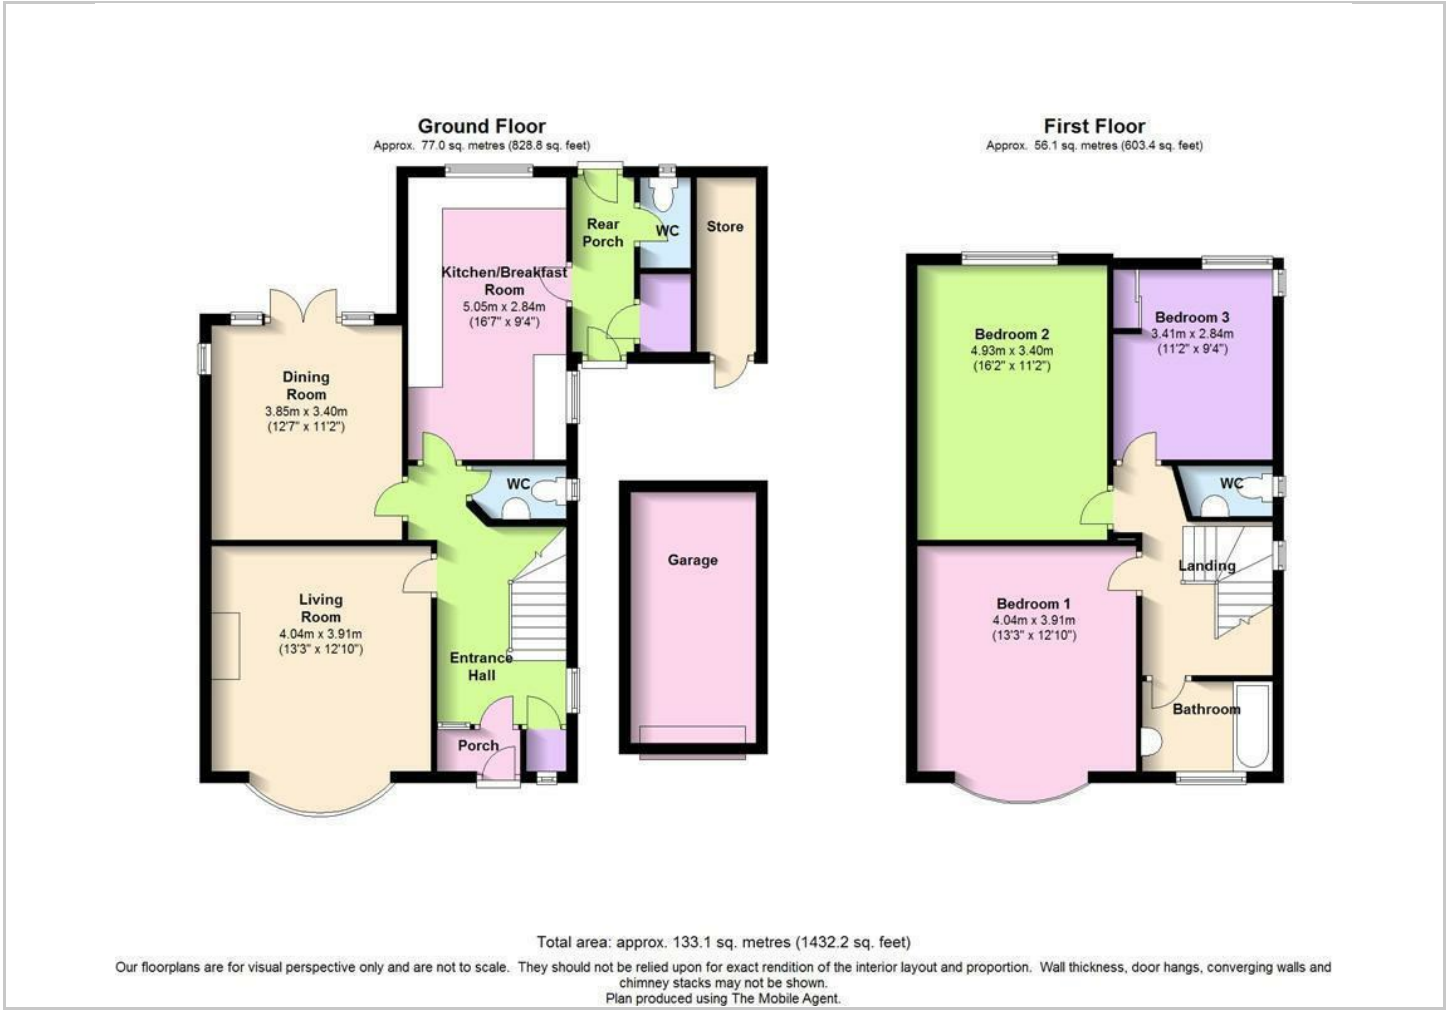 Ground Floor
Approx. 77.0 sq. metres (828.8 sq. feet)
Rear
Porch
WC
Store
Kitchen/Breakfast
Room
5.05m x 2.84m
(16'7" x 9'4")
Dining
Room
3.85m x 3.40m
(12'7" x 11'2")
WC
Living
Room
4.04m x 3.91m
(13'3" x 12'10")
Entrance
Hall
Porch
Garage
First Floor
Approx. 56.1 sq. metres (603.4 sq. feet)
Bedroom 2
4.93m x 3.40m
(16'2" x 11'2")
Bedroom 3
3.41m x 2.84m
(11'2" x 9'4")
WC
Landing
Bedroom 1
4.04m x 3.91m
(13'3" x 12'10")
Bathroom
Total area: approx. 133.1 sq. metres (1432.2 sq. feet)
Our floorplans are for visual perspective only and are not to scale. They should not be relied upon for exact rendition of the interior layout and proportion. Wall thickness, door hangs, converging walls and
chimney stacks may not be shown.
Plan produced using The Mobile Agent.